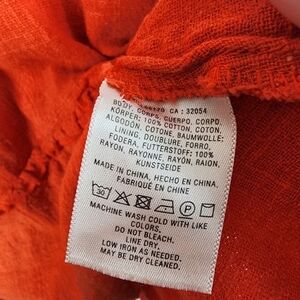 CA: 32054
BODY, CORPS, CUERPO, CORPO,
KÖRPER: 100% COTTON, COTON,
ALGODÓN, COTONE, BAUMWOLLE;
LINING, DOUBLURE, FORRO,
FODERA, FUTTERSTOFF: 100%
RAYON, RAYONNE, RAYÓN, RAION,
KUNSTSEIDE
MADE IN CHINA, HECHO EN CHINA,
FABRIQUÉ EN CHINE
P
MACHINE WASH COLD WITH LIKE
COLORS.
DO NOT BLEACH.
LINE DRY.
LOW IRON AS NEEDED.
MAY BE DRY CLEANED.